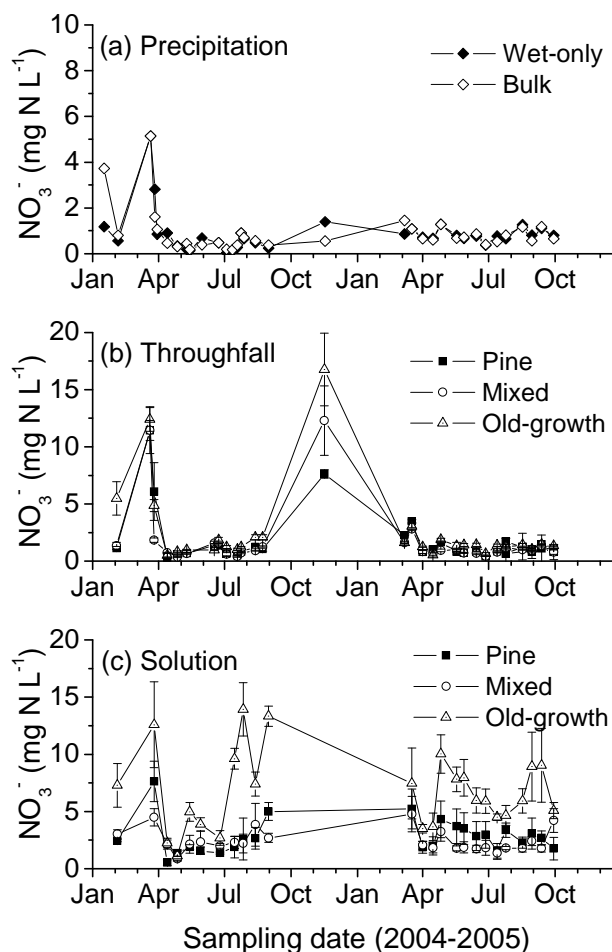 (a) Precipitation
Wet-only
Bulk
NO₃⁻ (mg N L⁻¹)
10
8
6
4
2
0
Jan Apr Jul Oct Jan Apr Jul Oct
(b) Throughfall
Pine
Mixed
Old-growth
NO₃⁻ (mg N L⁻¹)
20
15
10
5
0
Jan Apr Jul Oct Jan Apr Jul Oct
(c) Solution
Pine
Mixed
Old-growth
NO₃⁻ (mg N L⁻¹)
20
15
10
5
0
Jan Apr Jul Oct Jan Apr Jul Oct
Sampling date (2004-2005)